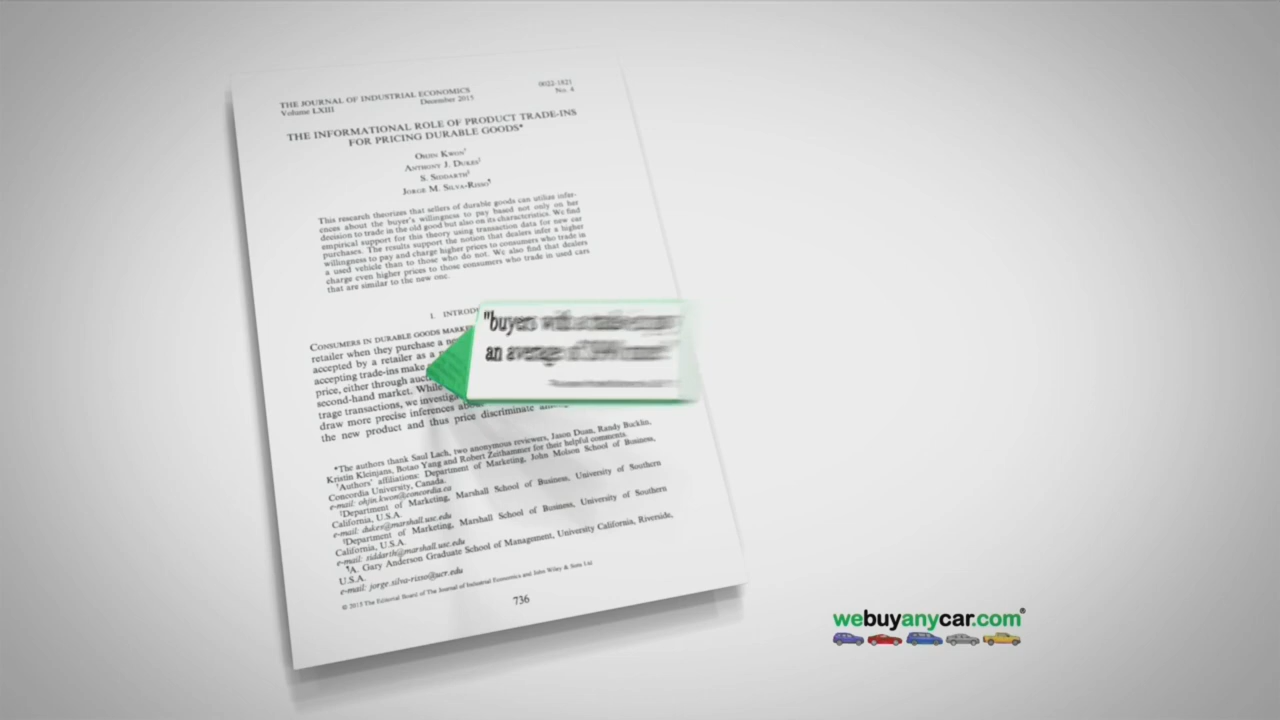 THE JOURNAL OF INDUSTRIAL ECONOMICS 0022-1821
Volume LXIII December 2015 No. 4
THE INFORMATIONAL ROLE OF PRODUCT TRADE-INS
FOR PRICING DURABLE GOODS*
OHJIN KWON†
ANTHONY J. DUKES‡
S. SIDDARTH§
JORGE M. SILVA-RISSO¶
This research theorizes that sellers of durable goods can utilize infer-
ences about the buyer's willingness to pay based not only on her
decision to trade in the old good but also on its characteristics. We find
empirical support for this theory using transaction data for new car
purchases. The results support the notion that dealers infer a higher
willingness to pay and charge higher prices to consumers who trade in
a used vehicle than to those who do not. We also find that dealers
charge even higher prices to those consumers who trade in used cars
that are similar to the new one.
I. INTROD
CONSUMERS IN DURABLE GOODS MARK
retailer when they purchase a ne
accepted by a retailer as a
accepting trade-ins make
price, either through auc
second-hand market. While
trage transactions, we investig
draw more precise inferences abo
the new product and thus price discriminate
"buyers with a
an average of
*The authors thank Saul Lach, two anonymous reviewers, Jason Duan, Randy Bucklin,
Kristin Kleinjans, Botao Yang and Robert Zeithammer for their helpful comments.
†Authors' affiliations: Department of Marketing, John Molson School of Business,
Concordia University, Canada.
e-mail: ohjin.kwon@concordia.ca
‡Department of Marketing, Marshall School of Business, University of Southern
California, U.S.A.
e-mail: dukes@marshall.usc.edu
§Department of Marketing, Marshall School of Business, University of Southern
California, U.S.A.
e-mail: siddarth@marshall.usc.edu
¶A. Gary Anderson Graduate School of Management, University California, Riverside,
U.S.A.
e-mail: jorge.silva-risso@ucr.edu
© 2015 The Editorial Board of The Journal of Industrial Economics and John Wiley & Sons Ltd
736
webuyanycar.com®